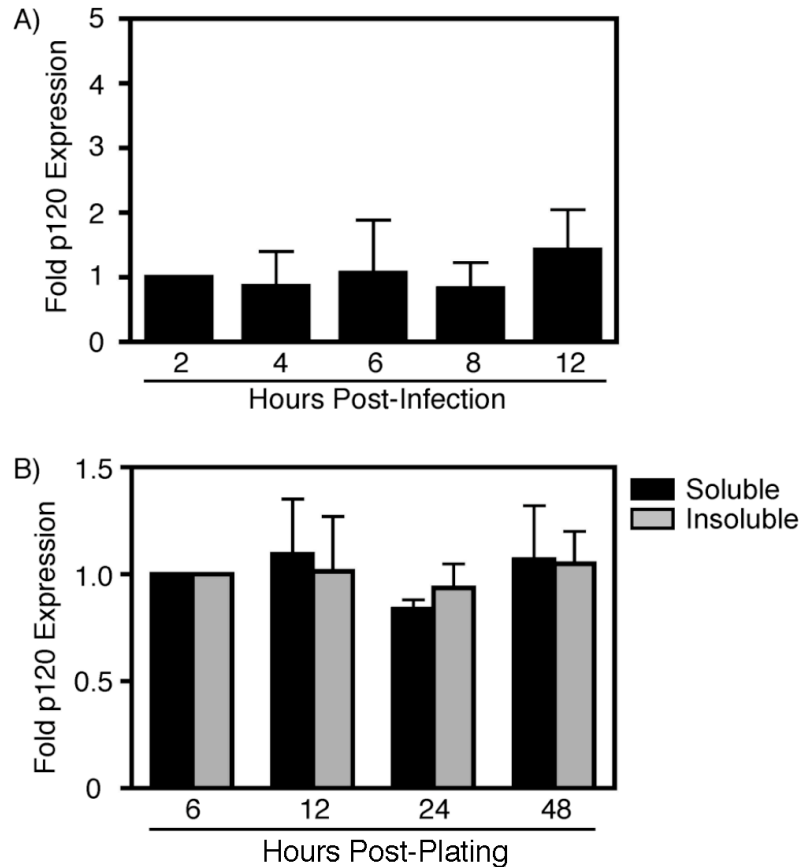 A)
Fold p120 Expression
5
4
3
2
1
0
2 4 6 8 12
Hours Post-Infection
B)
Fold p120 Expression
1.5
1.0
0.5
0
6 12 24 48
Hours Post-Plating
Soluble
Insoluble